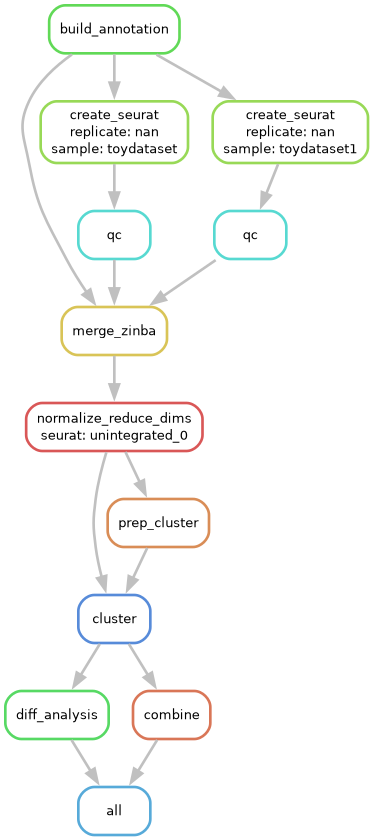 build_annotation
create_seurat
replicate: nan
sample: toydataset
create_seurat
replicate: nan
sample: toydataset1
qc
qc
merge_zinba
normalize_reduce_dims
seurat: unintegrated_0
prep_cluster
cluster
diff_analysis
combine
all